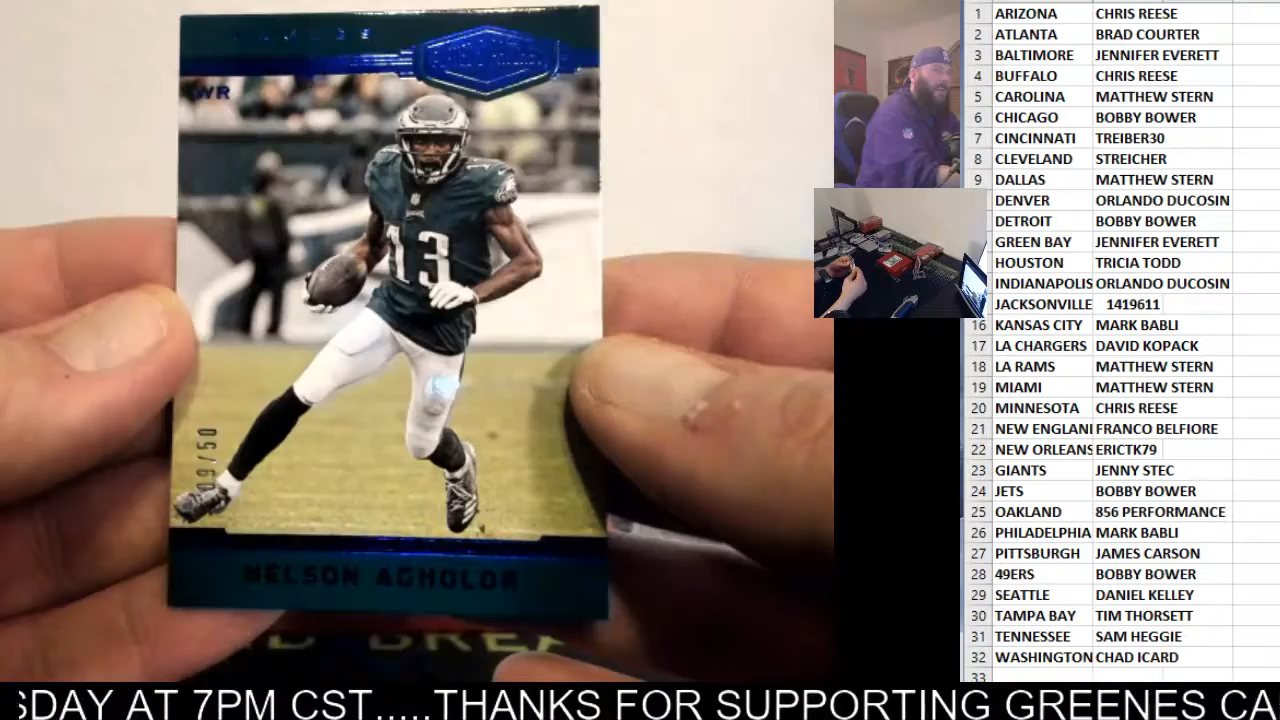 WR
13
09/50
NELSON AGHOLOR
1 ARIZONA CHRIS REESE
2 ATLANTA BRAD COURTER
3 BALTIMORE JENNIFER EVERETT
4 BUFFALO CHRIS REESE
5 CAROLINA MATTHEW STERN
6 CHICAGO BOBBY BOWER
7 CINCINNATI TREIBER30
8 CLEVELAND STREICHER
9 DALLAS MATTHEW STERN
DENVER ORLANDO DUCOSIN
DETROIT BOBBY BOWER
GREEN BAY JENNIFER EVERETT
HOUSTON TRICIA TODD
INDIANAPOLIS ORLANDO DUCOSIN
JACKSONVILLE 1419611
16 KANSAS CITY MARK BABLI
17 LA CHARGERS DAVID KOPACK
18 LA RAMS MATTHEW STERN
19 MIAMI MATTHEW STERN
20 MINNESOTA CHRIS REESE
21 NEW ENGLAN FRANCO BELFIORE
22 NEW ORLEANS ERICTK79
23 GIANTS JENNY STEC
24 JETS BOBBY BOWER
25 OAKLAND 856 PERFORMANCE
26 PHILADELPHIA MARK BABLI
27 PITTSBURGH JAMES CARSON
28 49ERS BOBBY BOWER
29 SEATTLE DANIEL KELLEY
30 TAMPA BAY TIM THORSETT
31 TENNESSEE SAM HEGGIE
32 WASHINGTON CHAD ICARD
33
SDAY AT 7PM CST.....THANKS FOR SUPPORTING GREENES CA